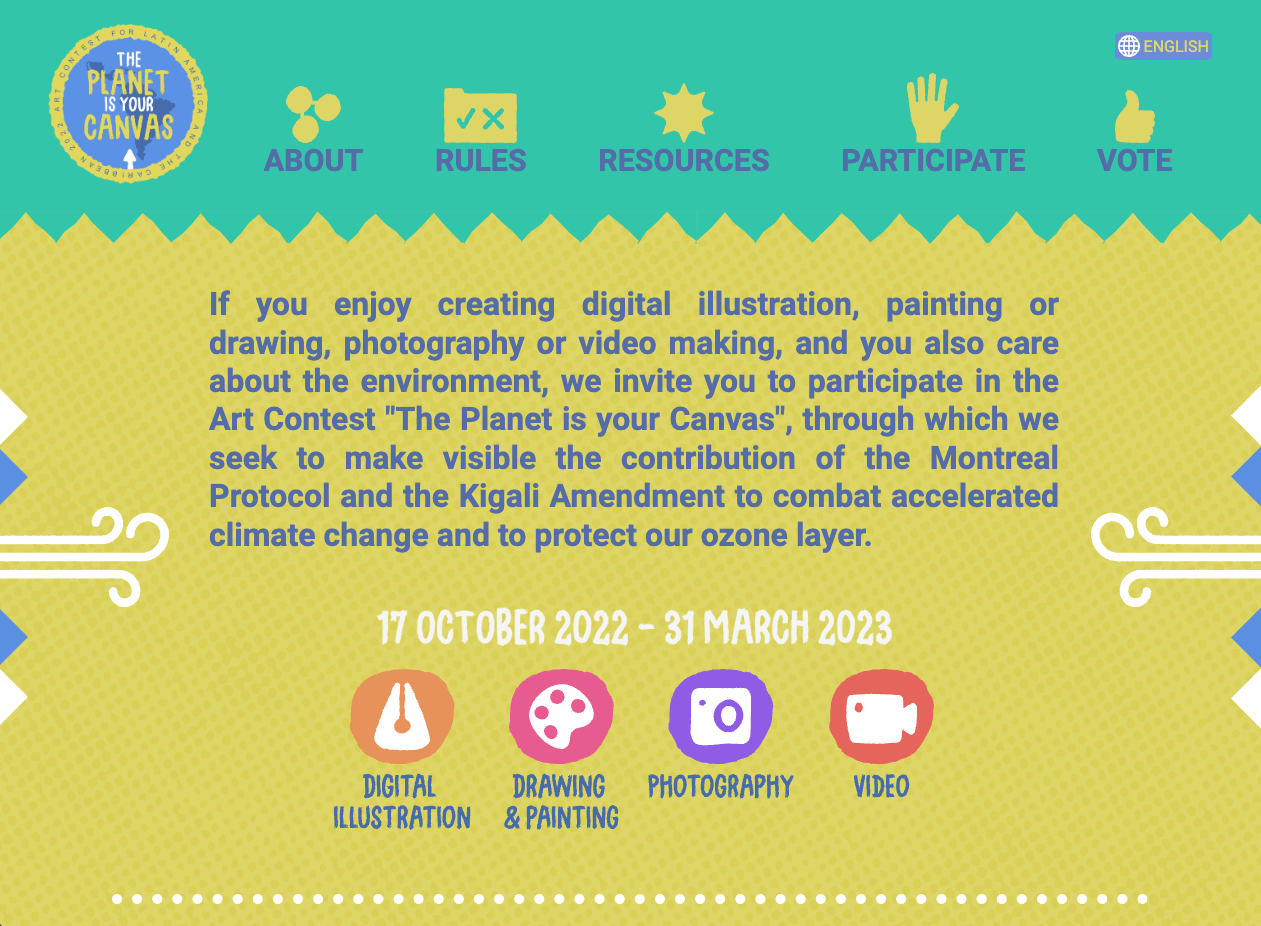 ART CONTEST FOR LATIN AMERICA AND THE CARIBBEAN 2022
THE
PLANET
IS YOUR
CANVAS
ENGLISH
ABOUT
RULES
RESOURCES
PARTICIPATE
VOTE
If you enjoy creating digital illustration, painting or
drawing, photography or video making, and you also care
about the environment, we invite you to participate in the
Art Contest "The Planet is your Canvas", through which we
seek to make visible the contribution of the Montreal
Protocol and the Kigali Amendment to combat accelerated
climate change and to protect our ozone layer.
17 OCTOBER 2022 - 31 MARCH 2023
DIGITAL
ILLUSTRATION
DRAWING
& PAINTING
PHOTOGRAPHY
VIDEO